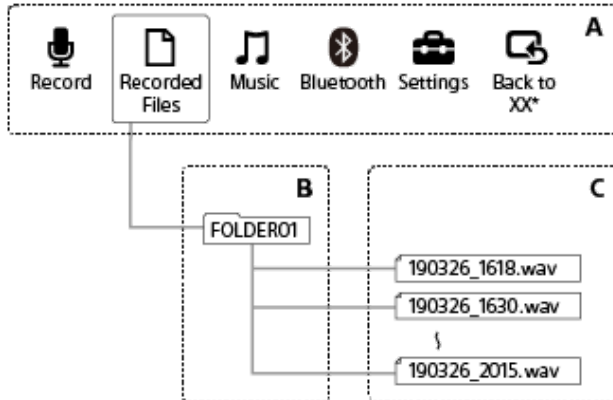 A
Record
Recorded
Files
Music
Bluetooth
Settings
Back to
XX*
B
C
FOLDER01
190326_1618.wav
190326_1630.wav
190326_2015.wav